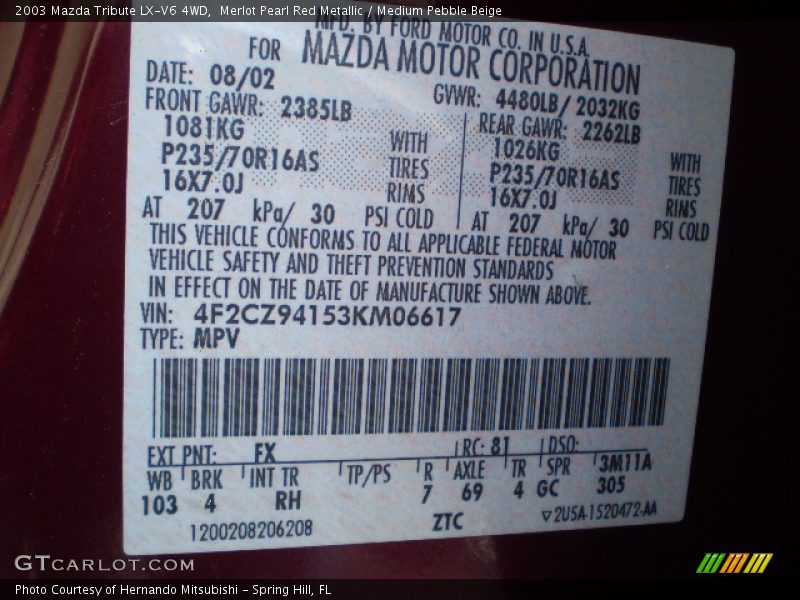 2003 Mazda Tribute LX-V6 4WD,  Merlot Pearl Red Metallic / Medium Pebble Beige
MFD. BY FORD MOTOR CO. IN U.S.A.
FOR MAZDA MOTOR CORPORATION
DATE: 08/02 GVWR: 4480LB/ 2032KG
FRONT GAWR: 2385LB REAR GAWR: 2262LB
1081KG WITH 1026KG WITH
P235/70R16AS TIRES P235/70R16AS TIRES
16X7.0J RIMS 16X7.0J RIMS
AT 207 kPa/ 30 PSI COLD AT 207 kPa/ 30 PSI COLD
THIS VEHICLE CONFORMS TO ALL APPLICABLE FEDERAL MOTOR
VEHICLE SAFETY AND THEFT PREVENTION STANDARDS
IN EFFECT ON THE DATE OF MANUFACTURE SHOWN ABOVE.
VIN: 4F2CZ94153KM06617
TYPE: MPV
EXT PNT: FX RC: 81 DSO:
WB BRK INT TR TP/PS R AXLE TR SPR 3M11A
103 4 RH 7 69 4 GC 305
1200208206208 ZTC ▽2U5A-1520472-AA
GTCARLOT.COM
Photo Courtesy of Hernando Mitsubishi - Spring Hill, FL